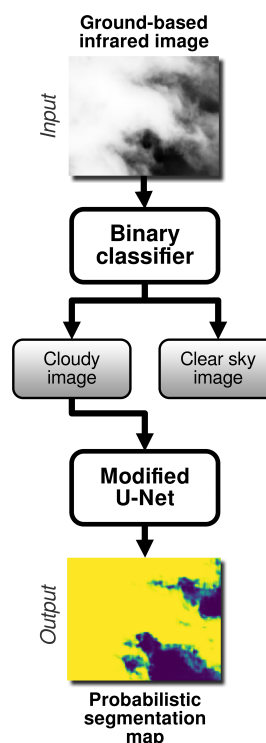 Ground-based
infrared image
Input
Binary
classifier
Cloudy
image
Clear sky
image
Modified
U-Net
Output
Probabilistic
segmentation
map